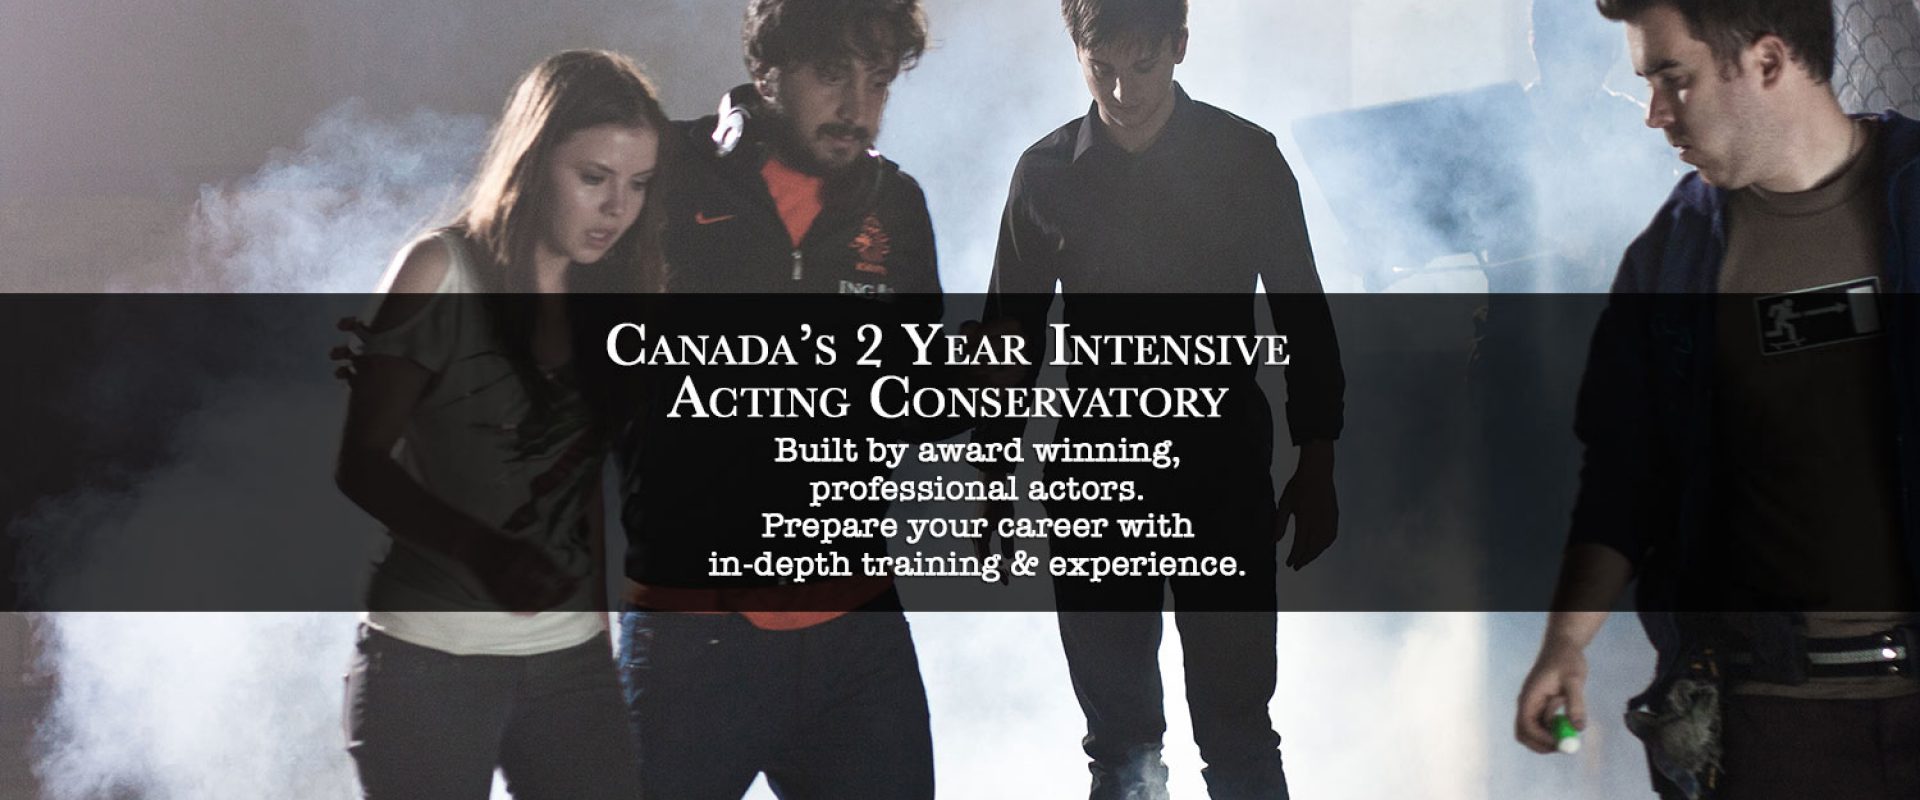 Canada's 2 Year Intensive
Acting Conservatory
Built by award winning,
professional actors.
Prepare your career with
in-depth training & experience.